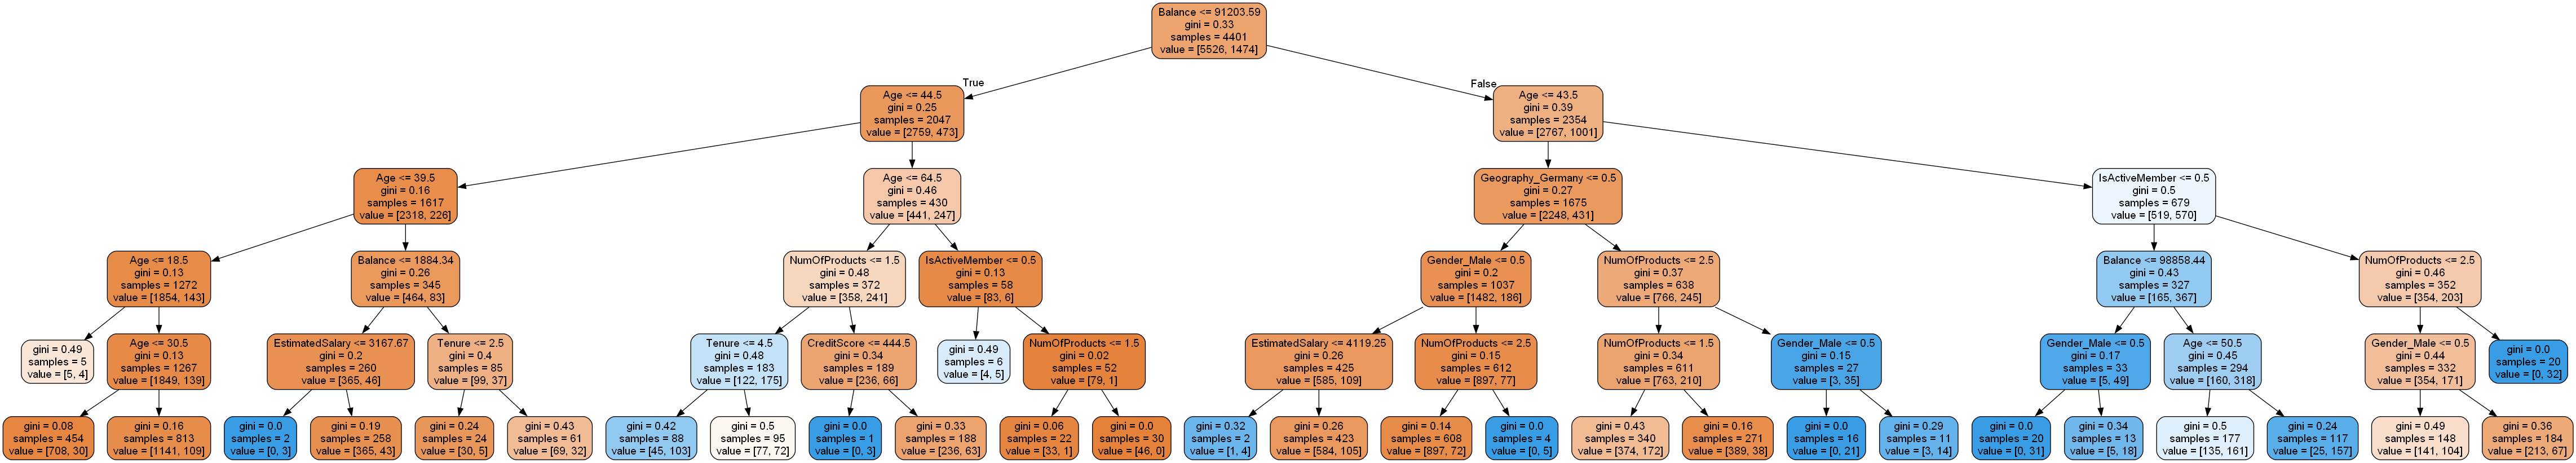 Balance <= 91203.59
gini = 0.33
samples = 4401
value = [5526, 1474]
True
False
Age <= 44.5
gini = 0.25
samples = 2047
value = [2759, 473]
Age <= 43.5
gini = 0.39
samples = 2354
value = [2767, 1001]
Age <= 39.5
gini = 0.16
samples = 1617
value = [2318, 226]
Age <= 64.5
gini = 0.46
samples = 430
value = [441, 247]
Geography_Germany <= 0.5
gini = 0.27
samples = 1675
value = [2248, 431]
IsActiveMember <= 0.5
gini = 0.5
samples = 679
value = [519, 570]
Age <= 18.5
gini = 0.13
samples = 1272
value = [1854, 143]
Balance <= 1884.34
gini = 0.26
samples = 345
value = [464, 83]
NumOfProducts <= 1.5
gini = 0.48
samples = 372
value = [358, 241]
IsActiveMember <= 0.5
gini = 0.13
samples = 58
value = [83, 6]
Gender_Male <= 0.5
gini = 0.2
samples = 1037
value = [1482, 186]
NumOfProducts <= 2.5
gini = 0.37
samples = 638
value = [766, 245]
Balance <= 98858.44
gini = 0.43
samples = 327
value = [165, 367]
NumOfProducts <= 2.5
gini = 0.46
samples = 352
value = [354, 203]
gini = 0.49
samples = 5
value = [5, 4]
Age <= 30.5
gini = 0.13
samples = 1267
value = [1849, 139]
EstimatedSalary <= 3167.67
gini = 0.2
samples = 260
value = [365, 46]
Tenure <= 2.5
gini = 0.4
samples = 85
value = [99, 37]
Tenure <= 4.5
gini = 0.48
samples = 183
value = [122, 175]
CreditScore <= 444.5
gini = 0.34
samples = 189
value = [236, 66]
gini = 0.49
samples = 6
value = [4, 5]
NumOfProducts <= 1.5
gini = 0.02
samples = 52
value = [79, 1]
EstimatedSalary <= 4119.25
gini = 0.26
samples = 425
value = [585, 109]
NumOfProducts <= 2.5
gini = 0.15
samples = 612
value = [897, 77]
NumOfProducts <= 1.5
gini = 0.34
samples = 611
value = [763, 210]
Gender_Male <= 0.5
gini = 0.15
samples = 27
value = [3, 35]
Gender_Male <= 0.5
gini = 0.17
samples = 33
value = [5, 49]
Age <= 50.5
gini = 0.45
samples = 294
value = [160, 318]
Gender_Male <= 0.5
gini = 0.44
samples = 332
value = [354, 171]
gini = 0.0
samples = 20
value = [0, 32]
gini = 0.08
samples = 454
value = [708, 30]
gini = 0.16
samples = 813
value = [1141, 109]
gini = 0.0
samples = 2
value = [0, 3]
gini = 0.19
samples = 258
value = [365, 43]
gini = 0.24
samples = 24
value = [30, 5]
gini = 0.43
samples = 61
value = [69, 32]
gini = 0.42
samples = 88
value = [45, 103]
gini = 0.5
samples = 95
value = [77, 72]
gini = 0.0
samples = 1
value = [0, 3]
gini = 0.33
samples = 188
value = [236, 63]
gini = 0.06
samples = 22
value = [33, 1]
gini = 0.0
samples = 30
value = [46, 0]
gini = 0.32
samples = 2
value = [1, 4]
gini = 0.26
samples = 423
value = [584, 105]
gini = 0.14
samples = 608
value = [897, 72]
gini = 0.0
samples = 4
value = [0, 5]
gini = 0.43
samples = 340
value = [374, 172]
gini = 0.16
samples = 271
value = [389, 38]
gini = 0.0
samples = 16
value = [0, 21]
gini = 0.29
samples = 11
value = [3, 14]
gini = 0.0
samples = 20
value = [0, 31]
gini = 0.34
samples = 13
value = [5, 18]
gini = 0.5
samples = 177
value = [135, 161]
gini = 0.24
samples = 117
value = [25, 157]
gini = 0.49
samples = 148
value = [141, 104]
gini = 0.36
samples = 184
value = [213, 67]